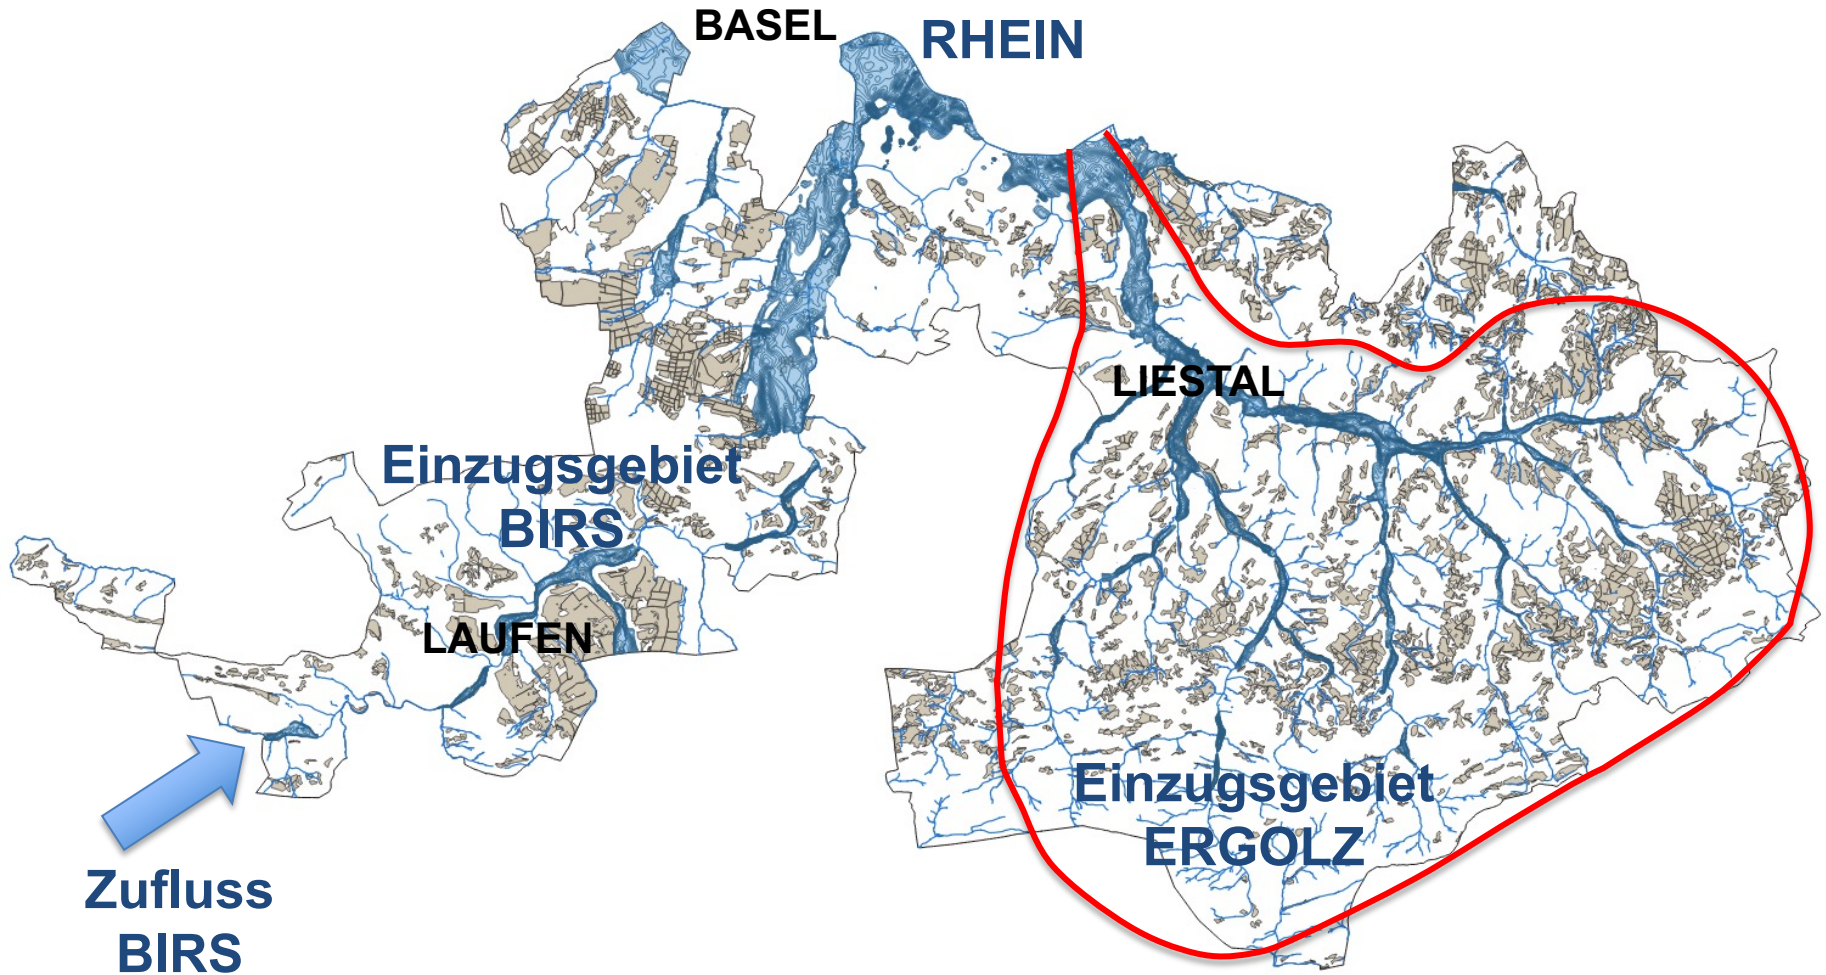 BASEL
RHEIN
LIESTAL
Einzugsgebiet
BIRS
LAUFEN
Einzugsgebiet
ERGOLZ
Zufluss
BIRS